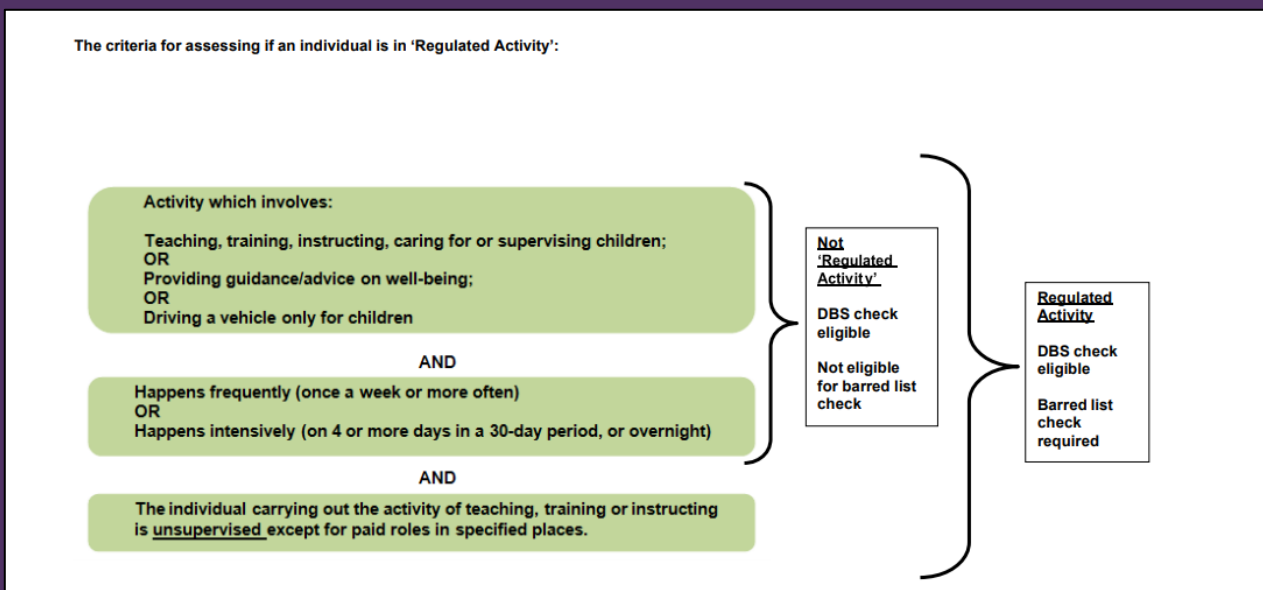 The criteria for assessing if an individual is in ‘Regulated Activity’:
Activity which involves:
Teaching, training, instructing, caring for or supervising children;
OR
Providing guidance/advice on well-being;
OR
Driving a vehicle only for children
AND
Happens frequently (once a week or more often)
OR
Happens intensively (on 4 or more days in a 30-day period, or overnight)
AND
The individual carrying out the activity of teaching, training or instructing
is unsupervised except for paid roles in specified places.
Not
‘Regulated
Activity’
DBS check
eligible
Not eligible
for barred list
check
Regulated
Activity
DBS check
eligible
Barred list
check
required